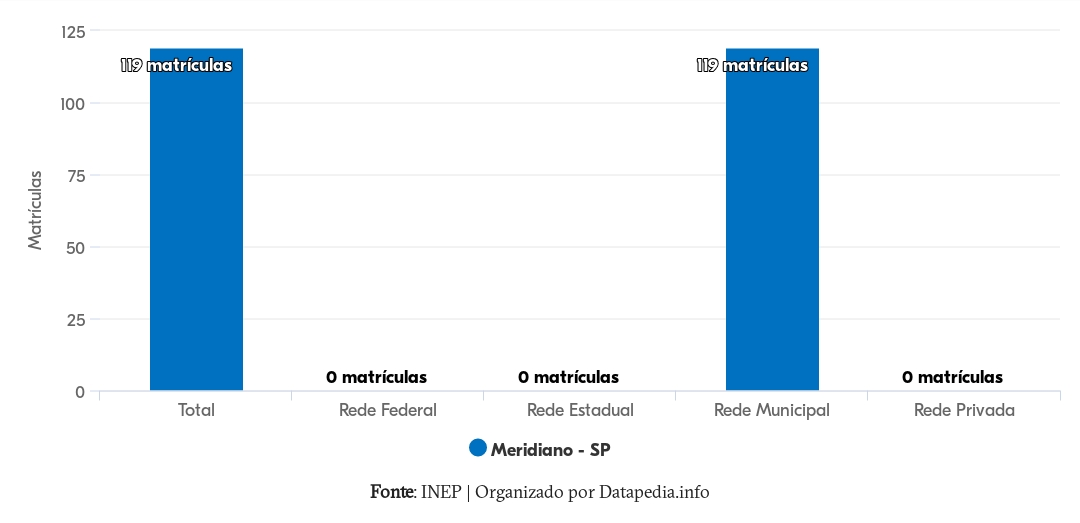 125
119 matrículas
119 matrículas
100
75
Matrículas
50
25
0 matrículas
0 matrículas
0 matrículas
0
Total
Rede Federal
Rede Estadual
Rede Municipal
Rede Privada
Meridiano - SP
Fonte: INEP | Organizado por Datapedia.info